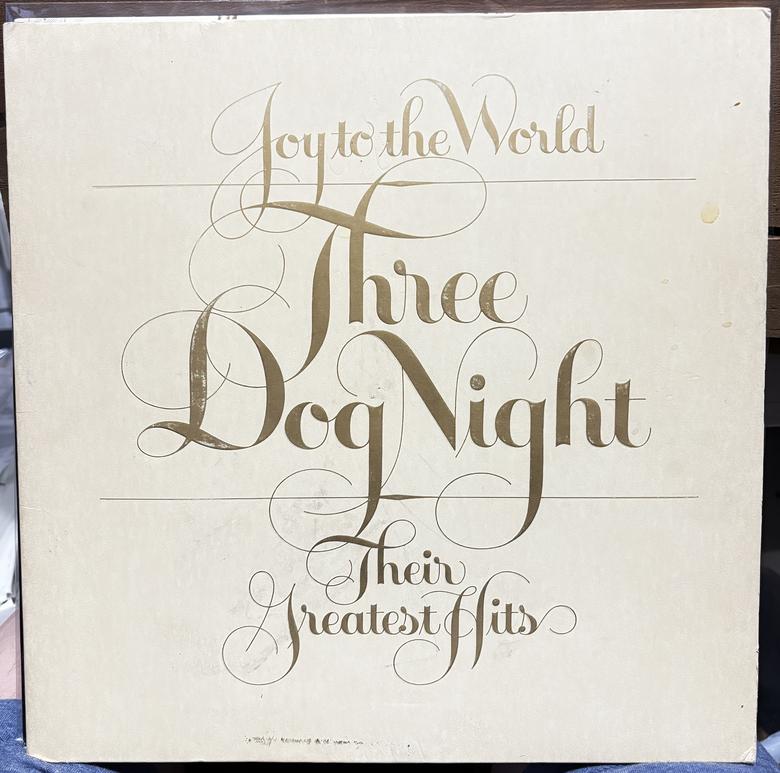 Joy to the World
Three
Dog Night
Their
Greatest Hits